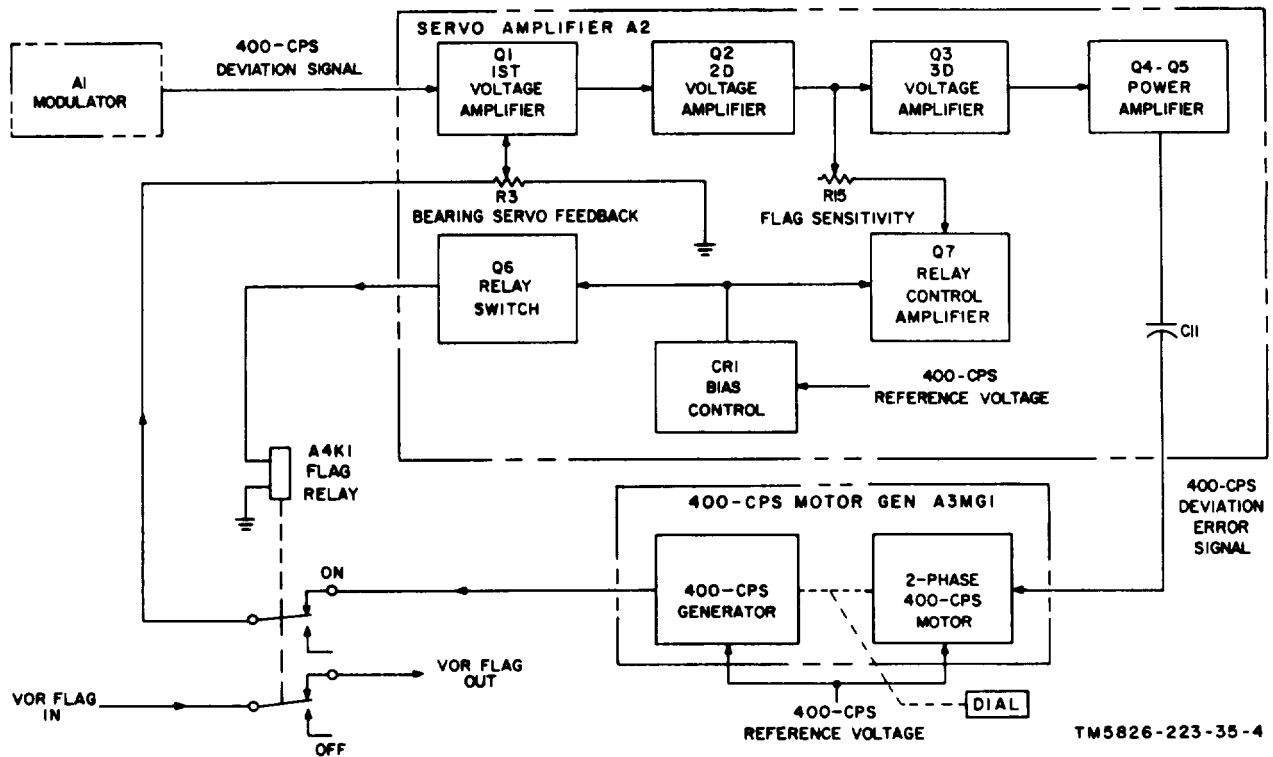 SERVO AMPLIFIER A2
A1
MODULATOR
400-CPS
DEVIATION SIGNAL
Q1
1ST
VOLTAGE
AMPLIFIER
Q2
2D
VOLTAGE
AMPLIFIER
Q3
3D
VOLTAGE
AMPLIFIER
Q4-Q5
POWER
AMPLIFIER
R3
BEARING SERVO FEEDBACK
R15
FLAG SENSITIVITY
Q6
RELAY
SWITCH
Q7
RELAY
CONTROL
AMPLIFIER
C11
CR1
BIAS
CONTROL
400-CPS
REFERENCE VOLTAGE
A4K1
FLAG
RELAY
400-CPS
DEVIATION
ERROR
SIGNAL
400-CPS MOTOR GEN A3MG1
400-CPS
GENERATOR
2-PHASE
400-CPS
MOTOR
ON
VOR FLAG
OUT
VOR FLAG
IN
OFF
400-CPS
REFERENCE VOLTAGE
DIAL
TM5826-223-35-4